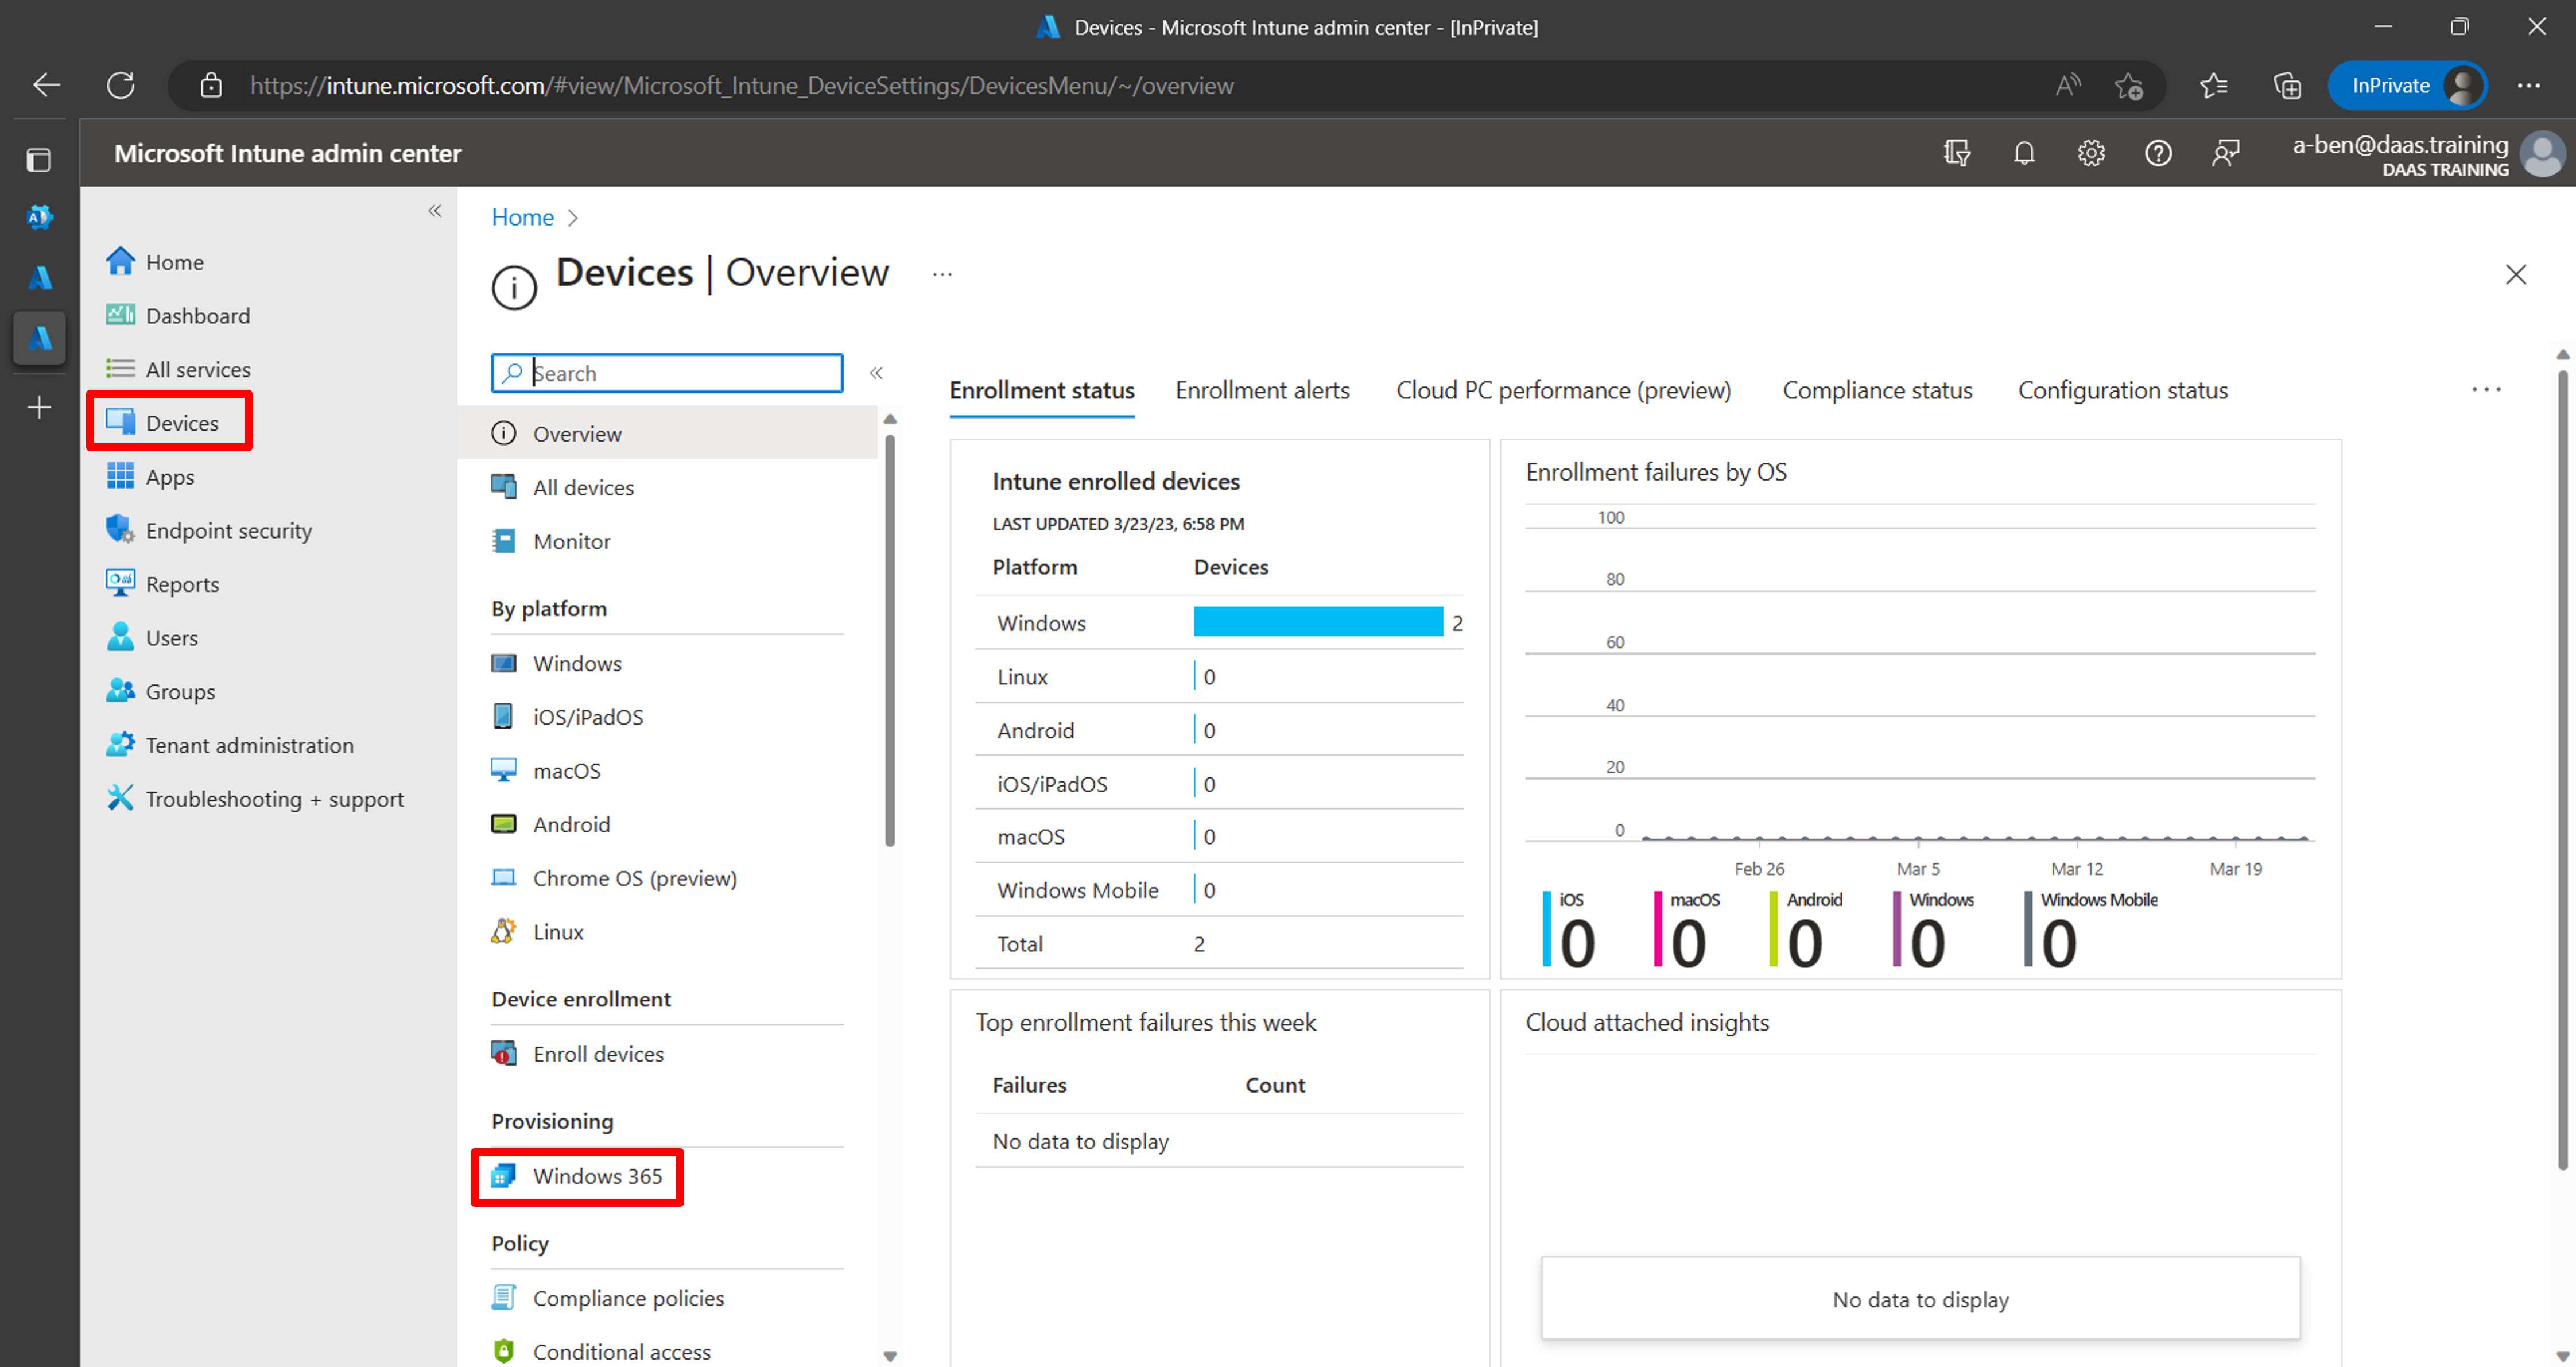 Devices - Microsoft Intune admin center - [InPrivate]
https://intune.microsoft.com/#view/Microsoft_Intune_DeviceSettings/DevicesMenu/~/overview
InPrivate
Microsoft Intune admin center
a-ben@daas.training
DAAS TRAINING
Home
Dashboard
All services
Devices
Apps
Endpoint security
Reports
Users
Groups
Tenant administration
Troubleshooting + support
Home
Devices | Overview
Search
Overview
All devices
Monitor
By platform
Windows
iOS/iPadOS
macOS
Android
Chrome OS (preview)
Linux
Device enrollment
Enroll devices
Provisioning
Windows 365
Policy
Compliance policies
Conditional access
Enrollment status Enrollment alerts Cloud PC performance (preview) Compliance status Configuration status
Intune enrolled devices
LAST UPDATED 3/23/23, 6:58 PM
Platform Devices
Windows 2
Linux 0
Android 0
iOS/iPadOS 0
macOS 0
Windows Mobile 0
Total 2
Enrollment failures by OS
100
80
60
40
20
0
Feb 26 Mar 5 Mar 12 Mar 19
iOS macOS Android Windows Windows Mobile
0 0 0 0 0
Top enrollment failures this week
Failures Count
No data to display
Cloud attached insights
No data to display